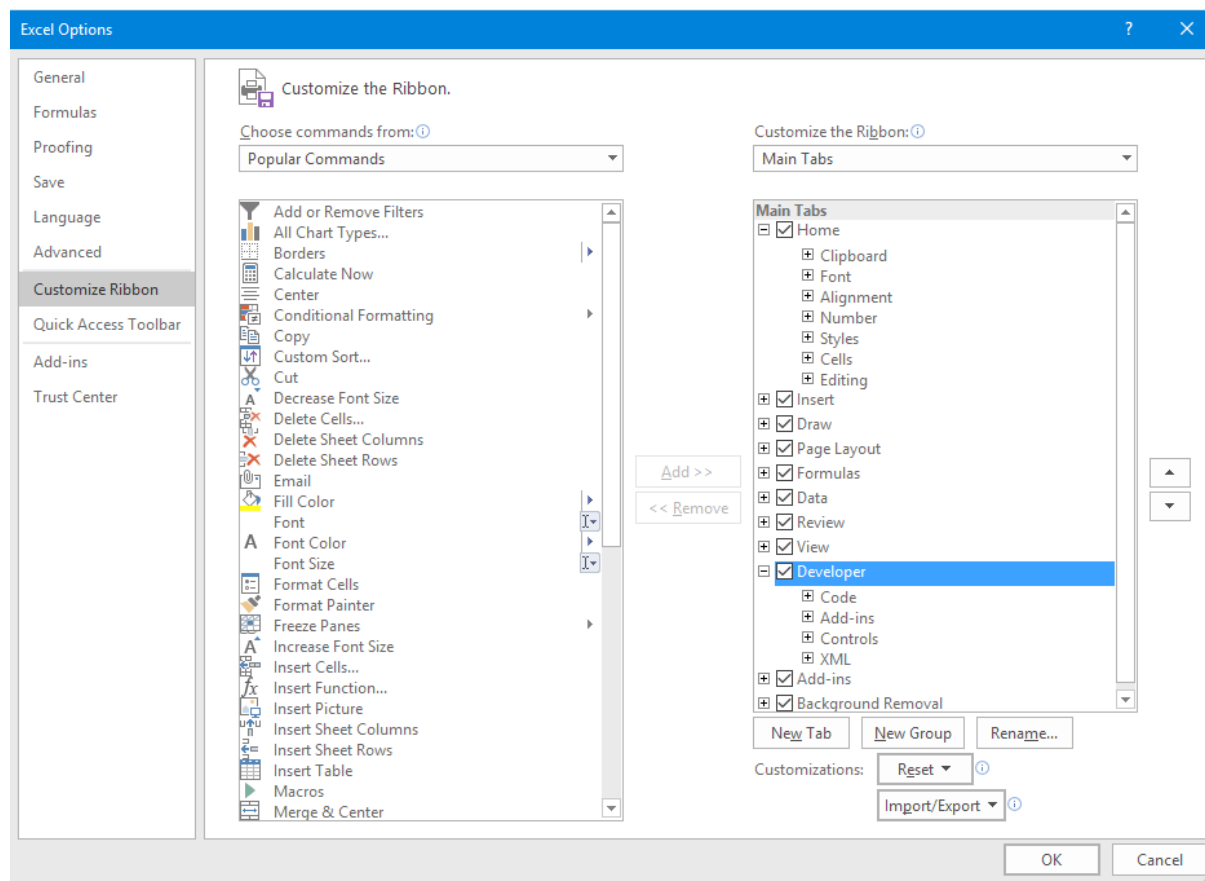 Excel Options
?
General
Formulas
Proofing
Save
Language
Advanced
Customize Ribbon
Quick Access Toolbar
Add-ins
Trust Center
Customize the Ribbon.
Choose commands from:
Popular Commands
Add or Remove Filters
All Chart Types...
Borders
Calculate Now
Center
Conditional Formatting
Copy
Custom Sort...
Cut
Decrease Font Size
Delete Cells...
Delete Sheet Columns
Delete Sheet Rows
Email
Fill Color
Font
Font Color
Font Size
Format Cells
Format Painter
Freeze Panes
Increase Font Size
Insert Cells...
Insert Function...
Insert Picture
Insert Sheet Columns
Insert Sheet Rows
Insert Table
Macros
Merge & Center
Add >>
<< Remove
Customize the Ribbon:
Main Tabs
Main Tabs
Home
Clipboard
Font
Alignment
Number
Styles
Cells
Editing
Insert
Draw
Page Layout
Formulas
Data
Review
View
Developer
Code
Add-ins
Controls
XML
Add-ins
Background Removal
New Tab
New Group
Rename...
Customizations:
Reset
Import/Export
OK
Cancel